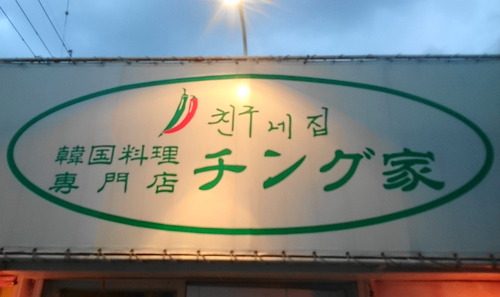 친구네집
韓国料理
専門店
チング家